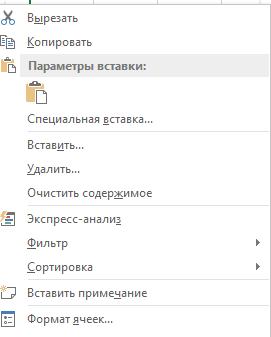 Вырезать
Копировать
Параметры вставки:
Специальная вставка...
Вставить...
Удалить...
Очистить содержимое
Экспресс-анализ
Фильтр
Сортировка
Вставить примечание
Формат ячеек...